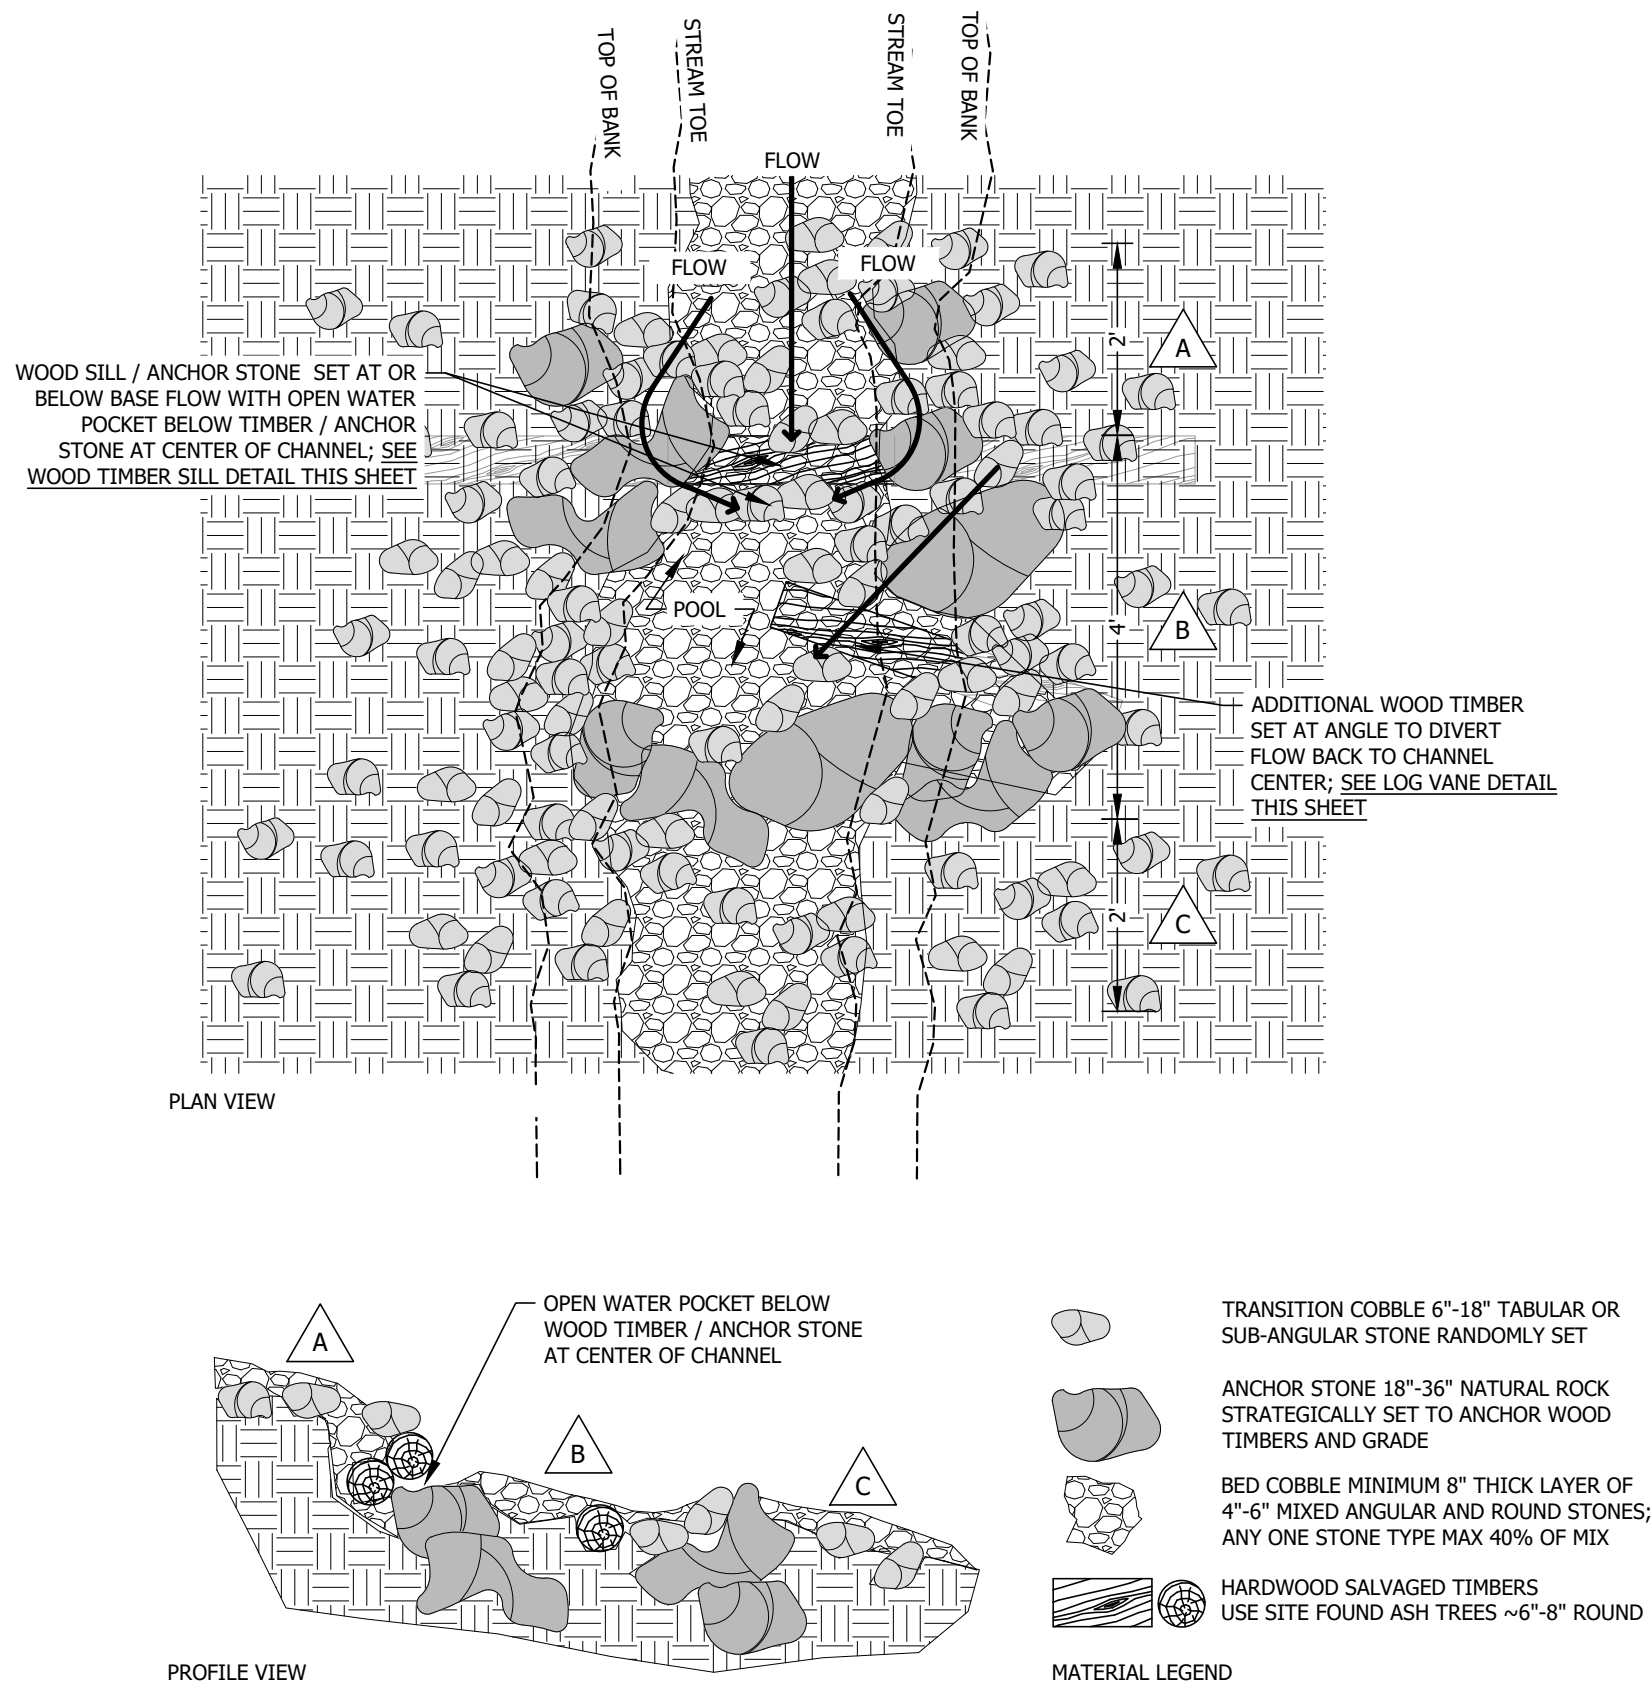 TOP OF BANK
STREAM TOE
STREAM TOE
TOP OF BANK
FLOW
FLOW
FLOW
2'
A
WOOD SILL / ANCHOR STONE SET AT OR
BELOW BASE FLOW WITH OPEN WATER
POCKET BELOW TIMBER / ANCHOR
STONE AT CENTER OF CHANNEL; SEE
WOOD TIMBER SILL DETAIL THIS SHEET
POOL
4'
B
ADDITIONAL WOOD TIMBER
SET AT ANGLE TO DIVERT
FLOW BACK TO CHANNEL
CENTER; SEE LOG VANE DETAIL
THIS SHEET
2'
C
PLAN VIEW
A
OPEN WATER POCKET BELOW
WOOD TIMBER / ANCHOR STONE
AT CENTER OF CHANNEL
B
C
PROFILE VIEW
TRANSITION COBBLE 6"-18" TABULAR OR
SUB-ANGULAR STONE RANDOMLY SET
ANCHOR STONE 18"-36" NATURAL ROCK
STRATEGICALLY SET TO ANCHOR WOOD
TIMBERS AND GRADE
BED COBBLE MINIMUM 8" THICK LAYER OF
4"-6" MIXED ANGULAR AND ROUND STONES;
ANY ONE STONE TYPE MAX 40% OF MIX
HARDWOOD SALVAGED TIMBERS
USE SITE FOUND ASH TREES ~6"-8" ROUND
MATERIAL LEGEND